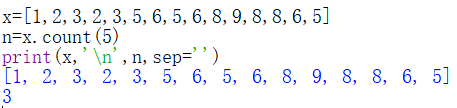 x=[1,2,3,2,3,5,6,5,6,8,9,8,8,6,5]
n=x.count(5)
print(x,'\n',n,sep='')
[1, 2, 3, 2, 3, 5, 6, 5, 6, 8, 9, 8, 8, 6, 5]
3